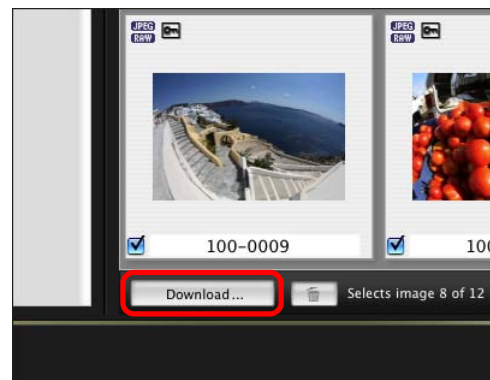 JPEG JPEG
RAW RAW
100-0009
Download...
Selects image 8 of 12